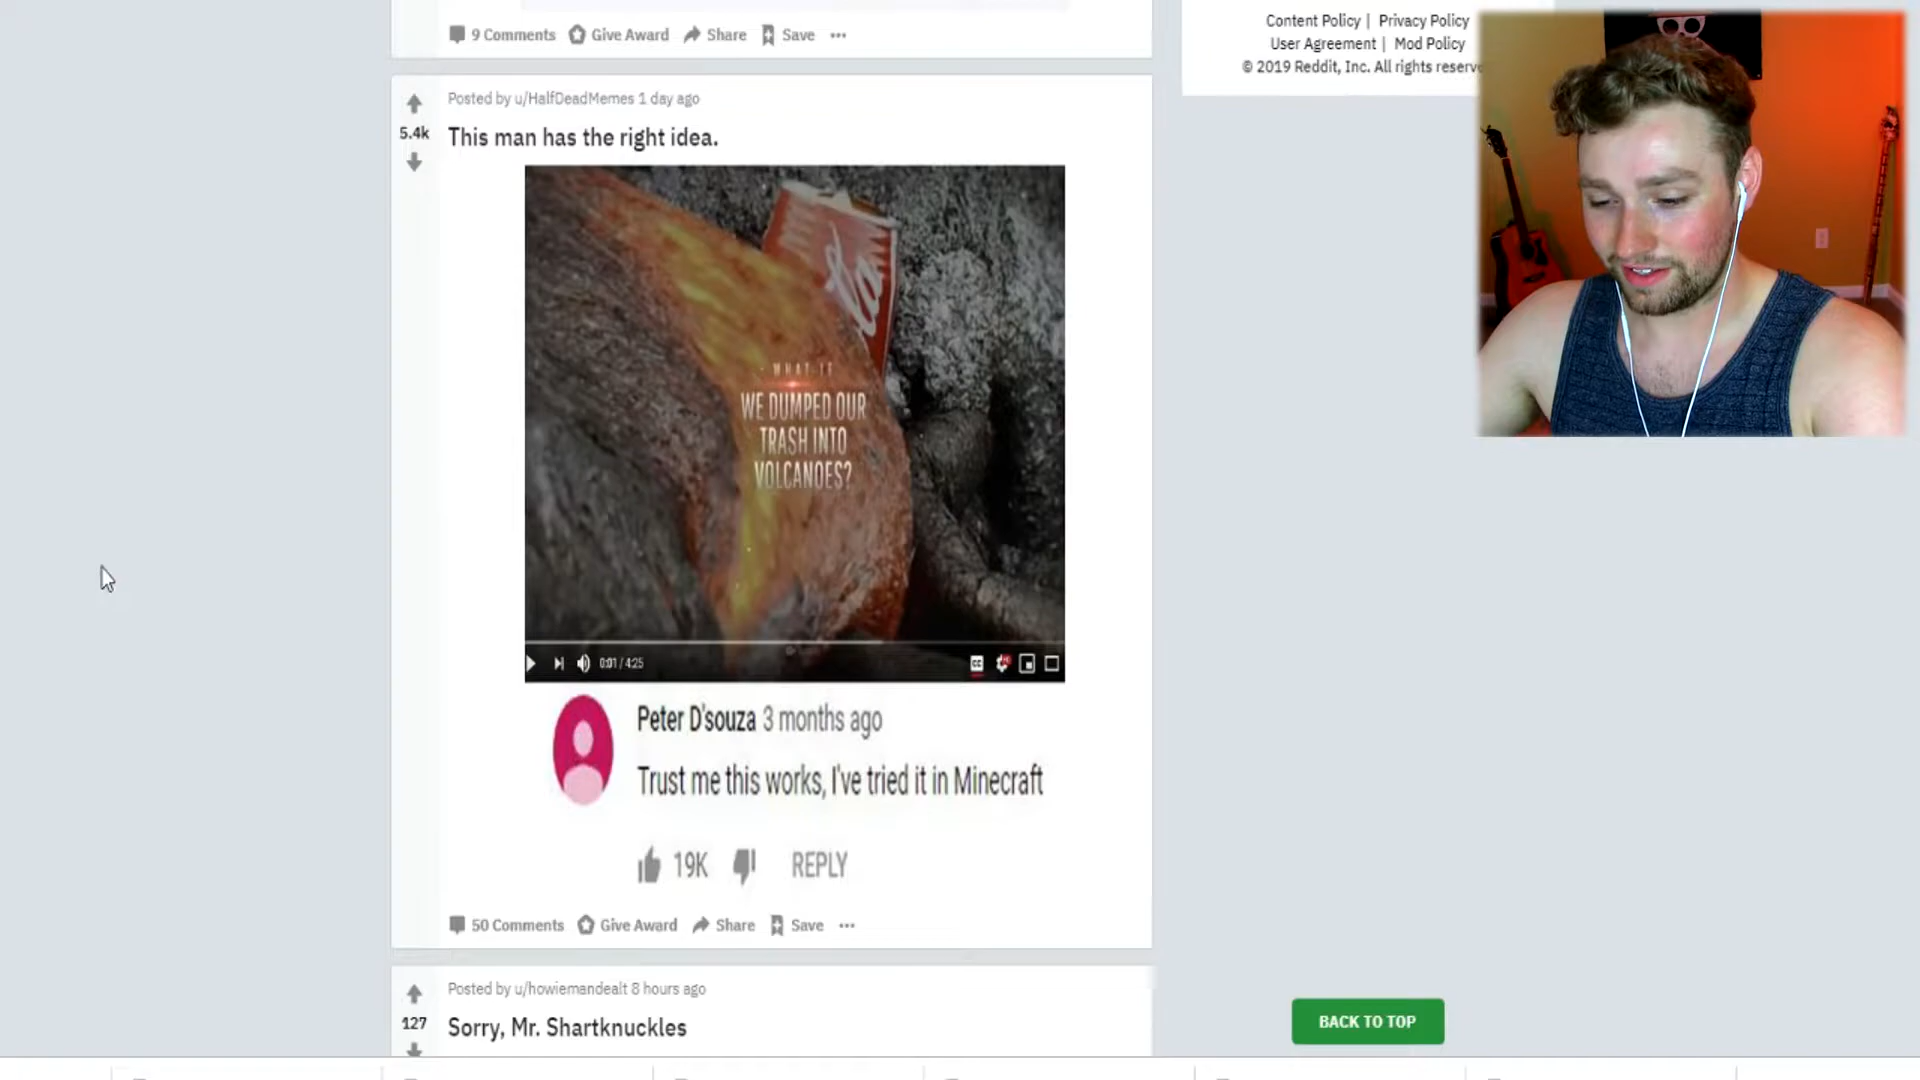 9 Comments Give Award Share Save
Content Policy | Privacy Policy
User Agreement | Mod Policy
© 2019 Reddit, Inc. All rights reserve
Posted by u/HalfDeadMemes 1 day ago
5.4k
This man has the right idea.
WHAT IF
WE DUMPED OUR
TRASH INTO
VOLCANOES?
0:01 / 4:25
CC
Peter D'souza 3 months ago
Trust me this works, I've tried it in Minecraft
19K REPLY
50 Comments Give Award Share Save
Posted by u/howiemandealt 8 hours ago
127
Sorry, Mr. Shartknuckles
BACK TO TOP